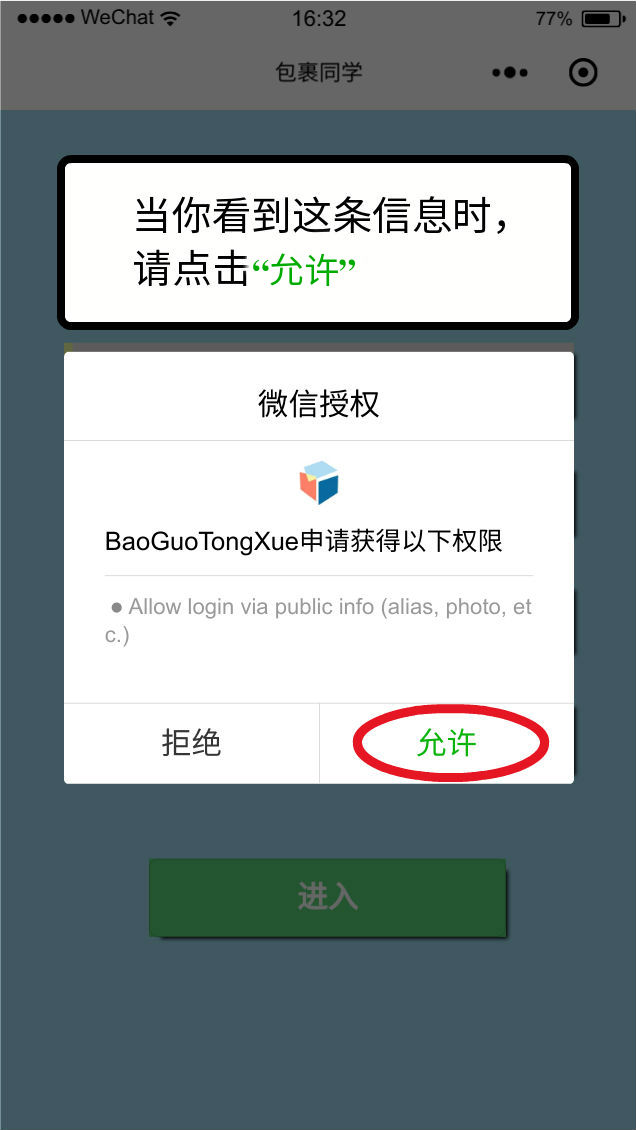 ●●●●● WeChat 16:32 77%
包裹同学
当你看到这条信息时，
请点击“允许”
微信授权
BaoGuoTongXue申请获得以下权限
● Allow login via public info (alias, photo, et
c.)
拒绝 允许
进入